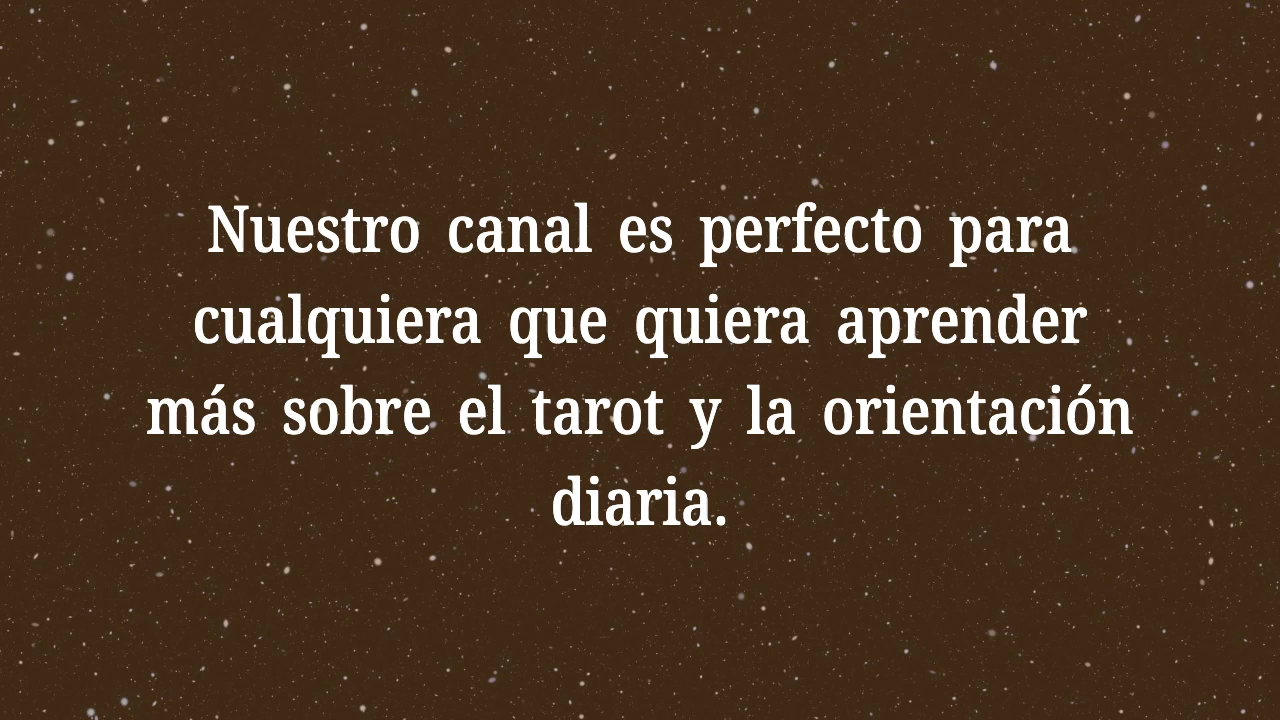 Nuestro canal es perfecto para
cualquiera que quiera aprender
más sobre el tarot y la orientación
diaria.